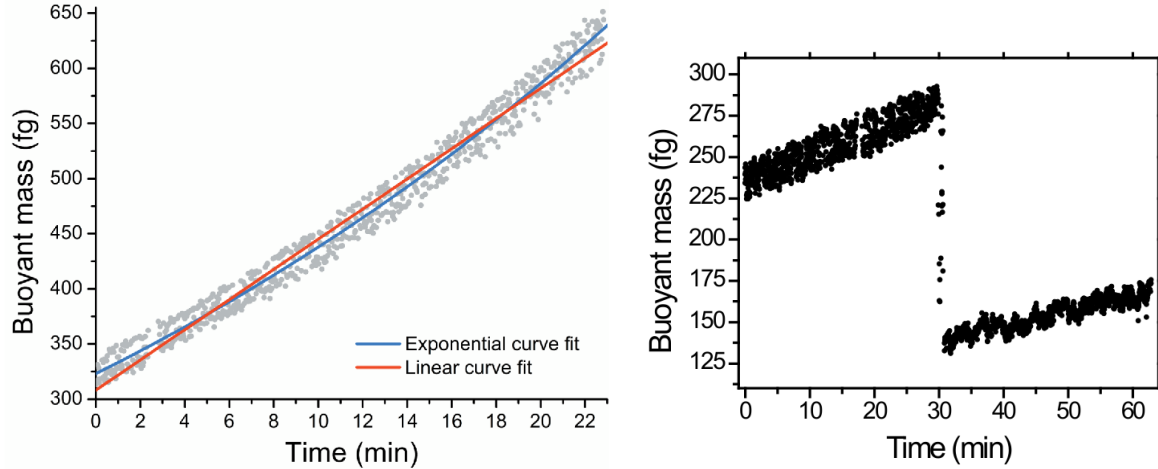 650
600
550
500
450
400
350
300
Buoyant mass (fg)
Exponential curve fit
Linear curve fit
0 2 4 6 8 10 12 14 16 18 20 22
Time (min)
300
275
250
225
200
175
150
125
Buoyant mass (fg)
0 10 20 30 40 50 60
Time (min)